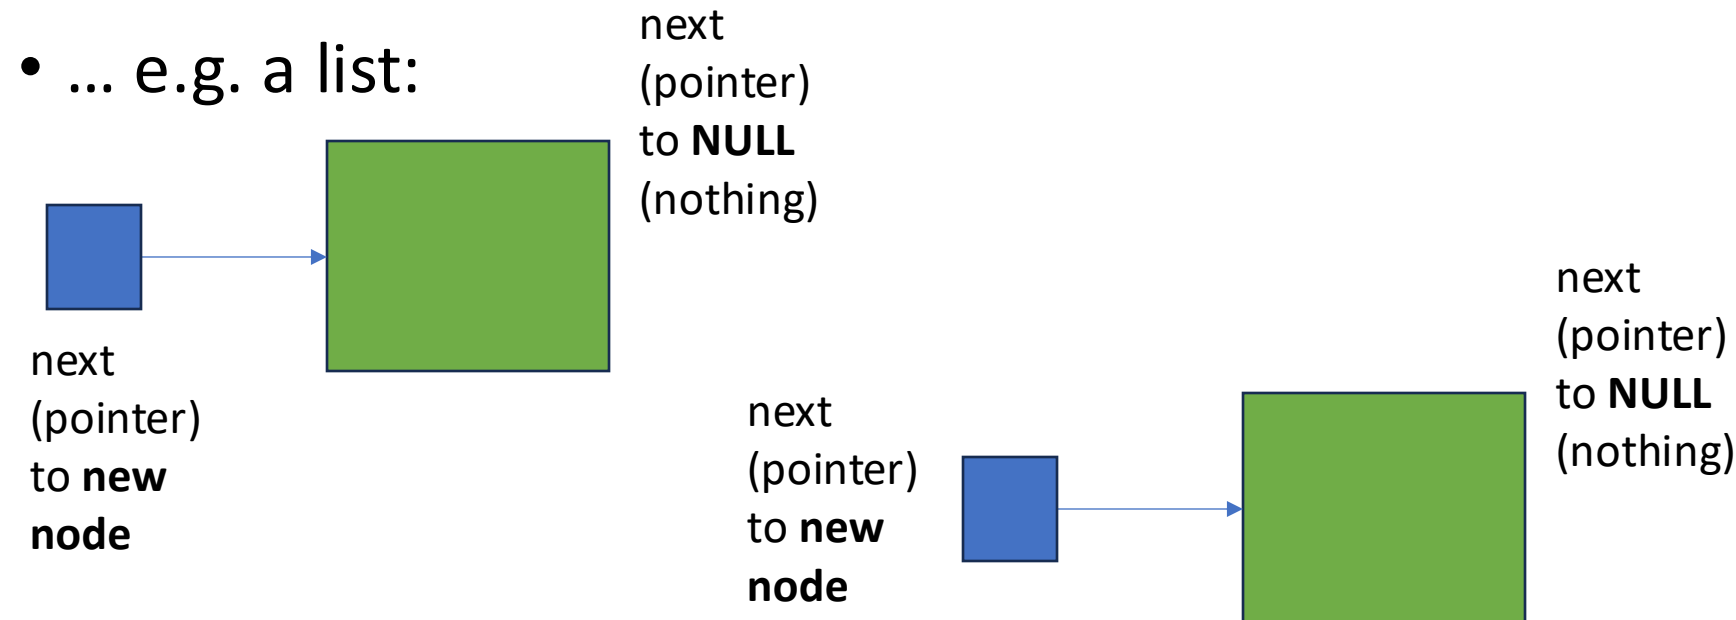 • ... e.g. a list:
next
(pointer)
to NULL
(nothing)
next
(pointer)
to new
node
next
(pointer)
to new
node
next
(pointer)
to NULL
(nothing)